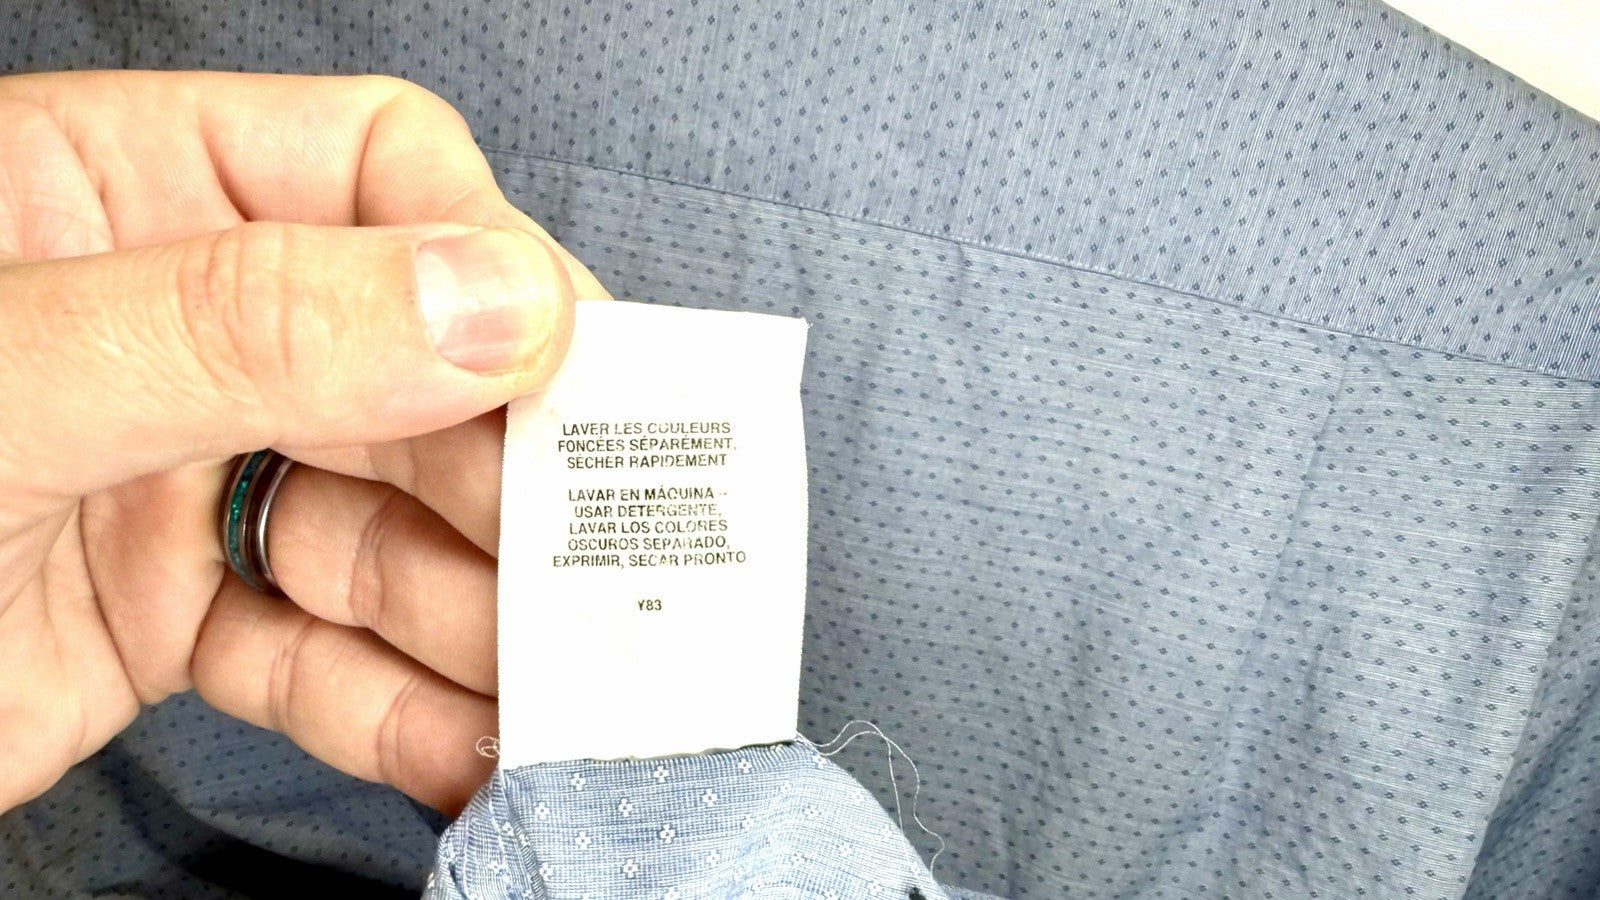 LAVER LES COULEURS
FONCÉES SÉPARÉMENT,
SÉCHER RAPIDEMENT
LAVAR EN MÁQUINA -
USAR DETERGENTE,
LAVAR LOS COLORES
OSCUROS SEPARADO,
EXPRIMIR, SECAR PRONTO
Y83